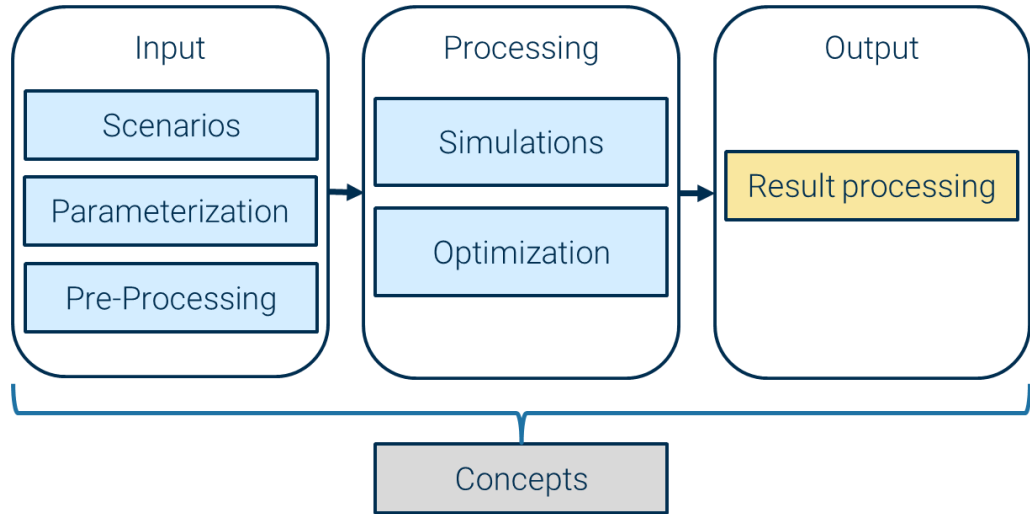 Input
Scenarios
Parameterization
Pre-Processing
Processing
Simulations
Optimization
Output
Result processing
Concepts